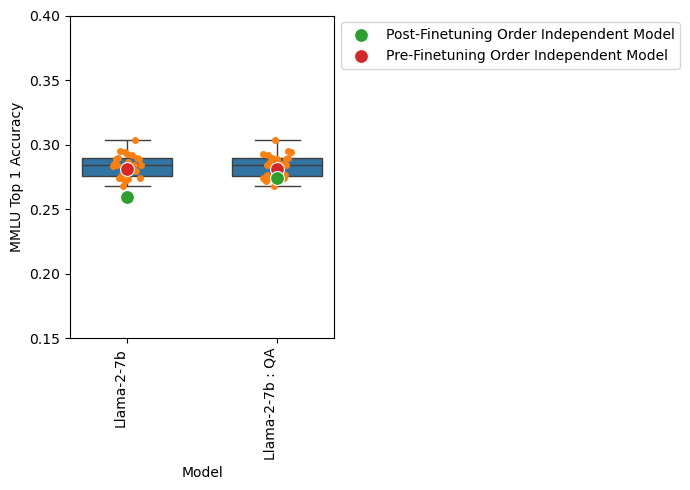 0.40
0.35
0.30
0.25
0.20
0.15
MMLU Top 1 Accuracy
Llama-2-7b
Llama-2-7b : QA
Model
Post-Finetuning Order Independent Model
Pre-Finetuning Order Independent Model